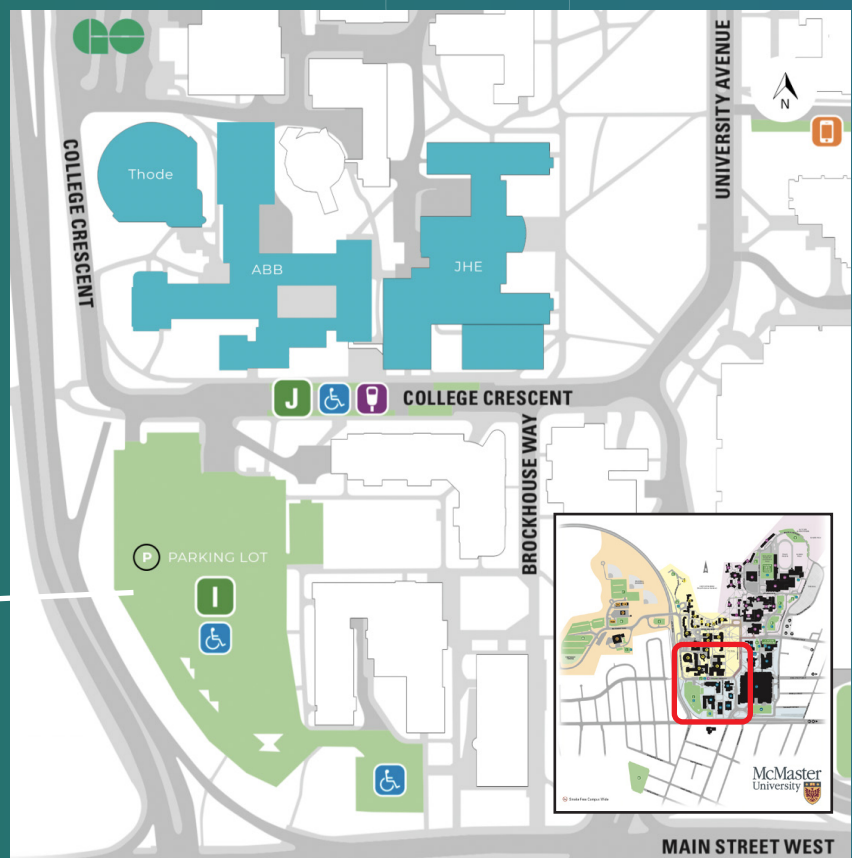 GO
COLLEGE CRESCENT
UNIVERSITY AVENUE
N
Thode
ABB
JHE
J
COLLEGE CRESCENT
BROCKHOUSE WAY
P PARKING LOT
I
McMaster
University
MAIN STREET WEST